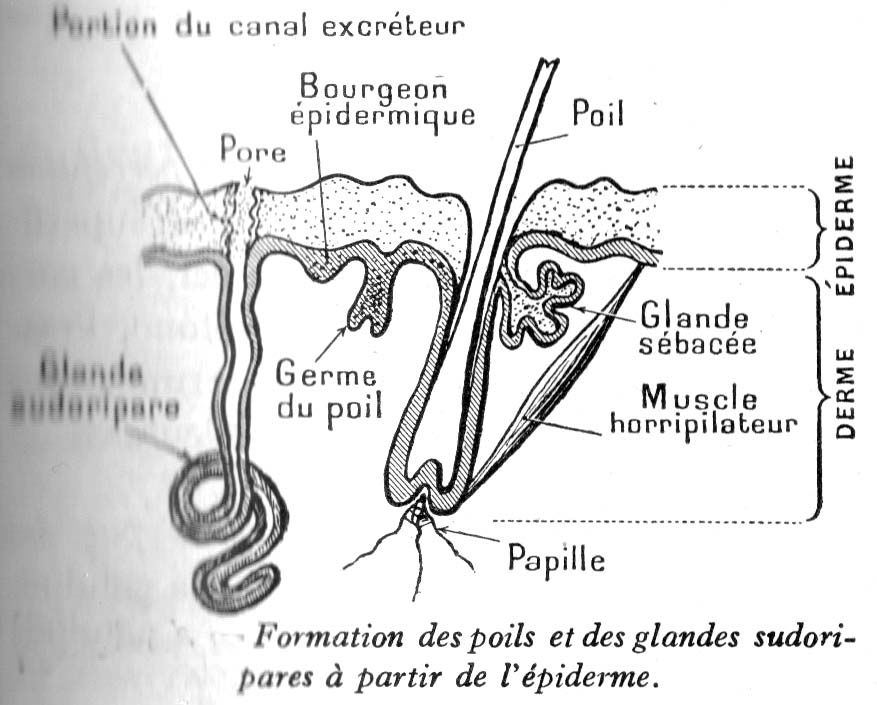 Portion du canal excréteur
Bourgeon
épidermique
Poil
Pore
ÉPIDERME
Glande
sébacée
Glande
sudoripare
Germe
du poil
Muscle
horripilateur
DERME
Papille
Formation des poils et des glandes sudori-
pares à partir de l'épiderme.